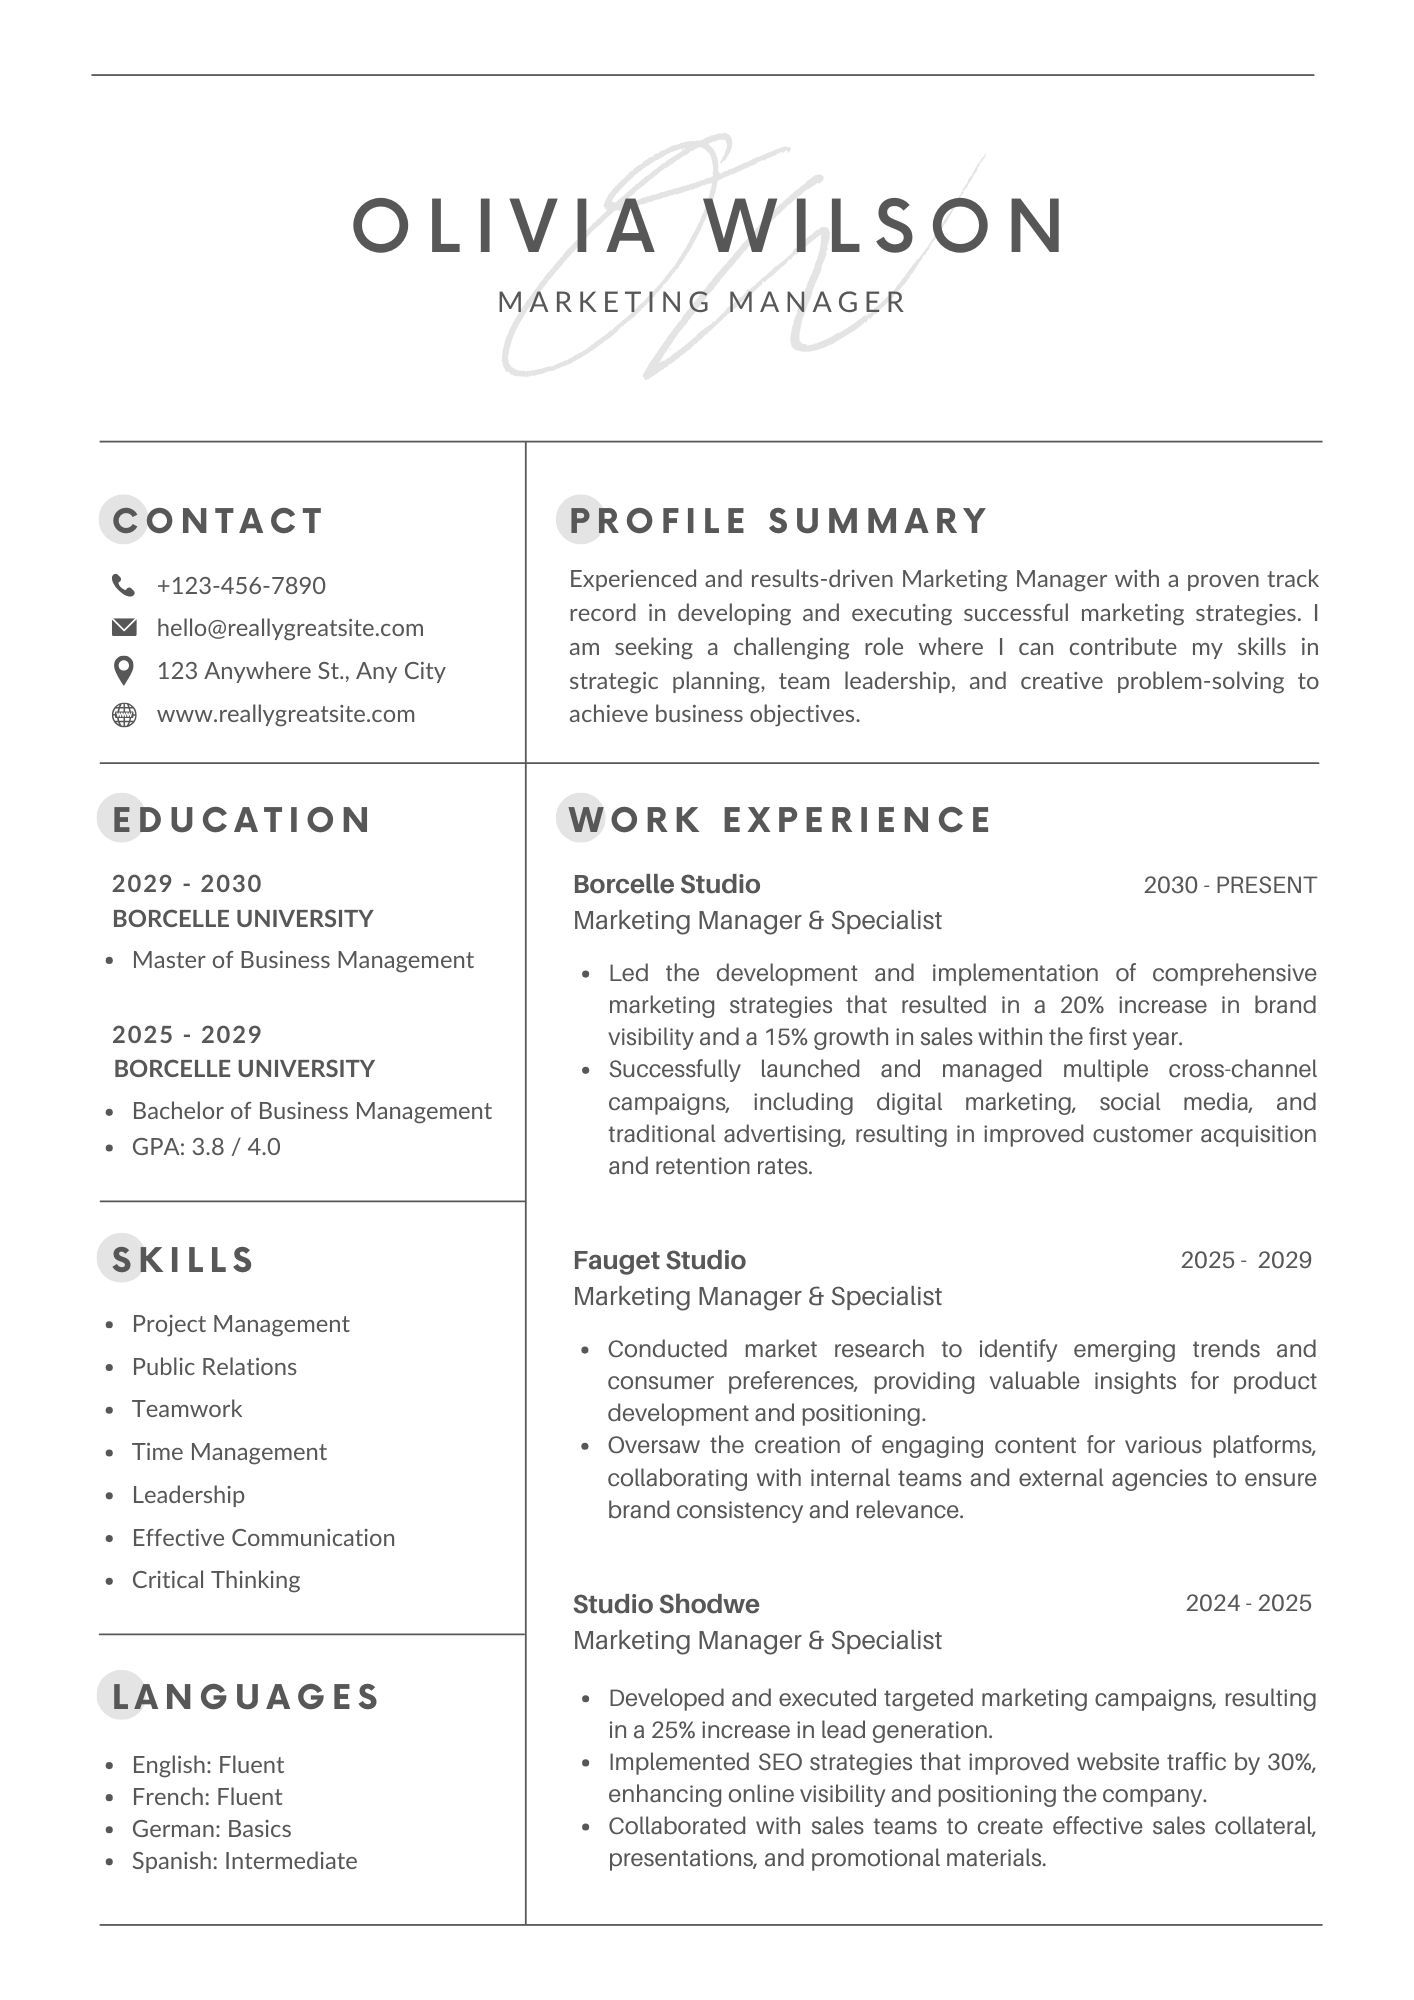 OLIVIA WILSON
MARKETING MANAGER
CONTACT
+123-456-7890
hello@reallygreatsite.com
123 Anywhere St., Any City
www.reallygreatsite.com
PROFILE SUMMARY
Experienced and results-driven Marketing Manager with a proven track
record in developing and executing successful marketing strategies. I
am seeking a challenging role where I can contribute my skills in
strategic planning, team leadership, and creative problem-solving to
achieve business objectives.
EDUCATION
2029 - 2030
BORCELLE UNIVERSITY
• Master of Business Management
2025 - 2029
BORCELLE UNIVERSITY
• Bachelor of Business Management
• GPA: 3.8 / 4.0
SKILLS
• Project Management
• Public Relations
• Teamwork
• Time Management
• Leadership
• Effective Communication
• Critical Thinking
LANGUAGES
• English: Fluent
• French: Fluent
• German: Basics
• Spanish: Intermediate
WORK EXPERIENCE
Borcelle Studio 2030 - PRESENT
Marketing Manager & Specialist
• Led the development and implementation of comprehensive
marketing strategies that resulted in a 20% increase in brand
visibility and a 15% growth in sales within the first year.
• Successfully launched and managed multiple cross-channel
campaigns, including digital marketing, social media, and
traditional advertising, resulting in improved customer acquisition
and retention rates.
Fauget Studio 2025 - 2029
Marketing Manager & Specialist
• Conducted market research to identify emerging trends and
consumer preferences, providing valuable insights for product
development and positioning.
• Oversaw the creation of engaging content for various platforms,
collaborating with internal teams and external agencies to ensure
brand consistency and relevance.
Studio Shodwe 2024 - 2025
Marketing Manager & Specialist
• Developed and executed targeted marketing campaigns, resulting
in a 25% increase in lead generation.
• Implemented SEO strategies that improved website traffic by 30%,
enhancing online visibility and positioning the company.
• Collaborated with sales teams to create effective sales collateral,
presentations, and promotional materials.